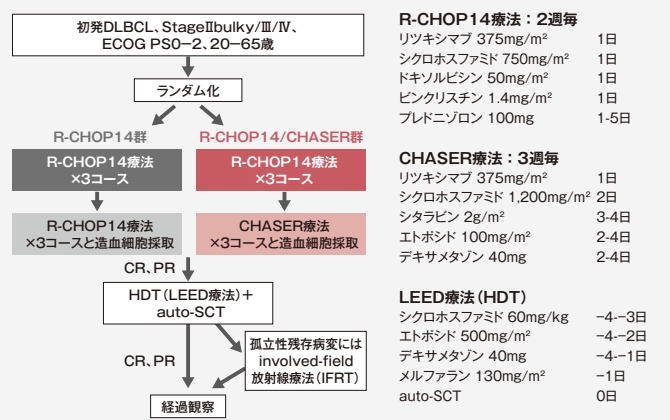 初発DLBCL、StageⅡbulky/Ⅲ/Ⅳ、
ECOG PS0−2、20−65歳
ランダム化
R-CHOP14群
R-CHOP14/CHASER群
R-CHOP14療法
×3コース
R-CHOP14療法
×3コース
R-CHOP14療法
×3コースと造血細胞採取
CHASER療法
×3コースと造血細胞採取
CR、PR
HDT（LEED療法）＋
auto-SCT
CR、PR
孤立性残存病変には
involved-field
放射線療法（IFRT）
経過観察
R-CHOP14療法：2週毎
リツキシマブ 375mg/m² 1日
シクロホスファミド 750mg/m² 1日
ドキソルビシン 50mg/m² 1日
ビンクリスチン 1.4mg/m² 1日
プレドニゾロン 100mg 1-5日
CHASER療法：3週毎
リツキシマブ 375mg/m² 1日
シクロホスファミド 1,200mg/m² 2日
シタラビン 2g/m² 3-4日
エトポシド 100mg/m² 2-4日
デキサメタゾン 40mg 2-4日
LEED療法（HDT）
シクロホスファミド 60mg/kg −4-−3日
エトポシド 500mg/m² −4-−2日
デキサメタゾン 40mg −4-−1日
メルファラン 130mg/m² −1日
auto-SCT 0日